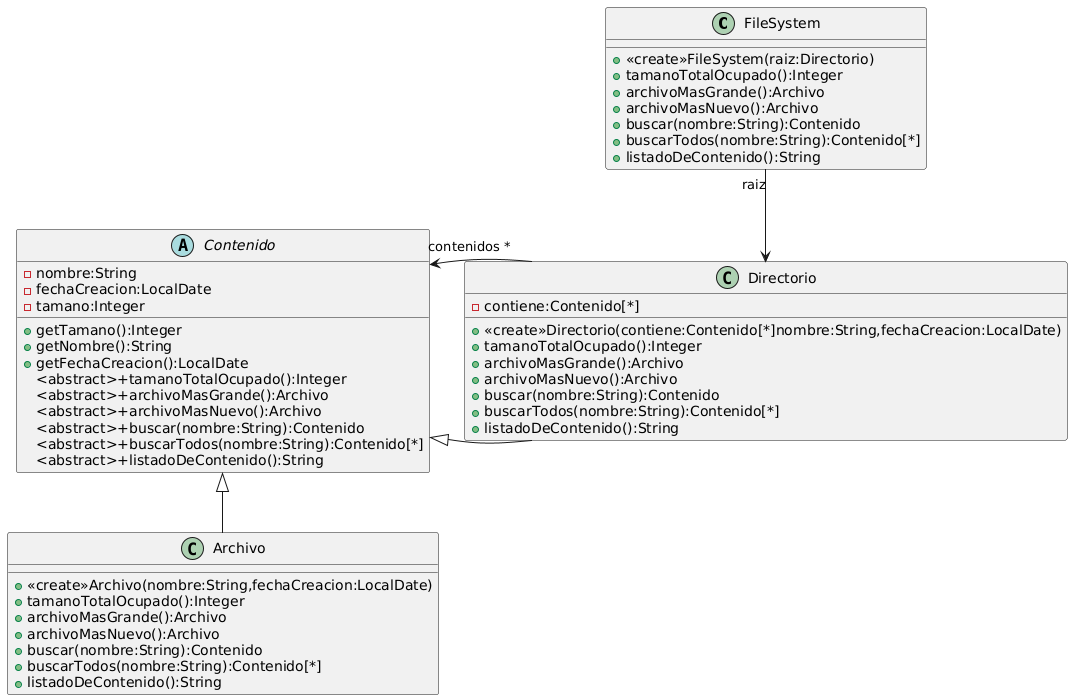 C FileSystem
«create»FileSystem(raiz:Directorio)
tamanoTotalOcupado():Integer
archivoMasGrande():Archivo
archivoMasNuevo():Archivo
buscar(nombre:String):Contenido
buscarTodos(nombre:String):Contenido[*]
listadoDeContenido():String
raiz
contenidos *
A Contenido
nombre:String
fechaCreacion:LocalDate
tamano:Integer
getTamano():Integer
getNombre():String
getFechaCreacion():LocalDate
<abstract>+tamanoTotalOcupado():Integer
<abstract>+archivoMasGrande():Archivo
<abstract>+archivoMasNuevo():Archivo
<abstract>+buscar(nombre:String):Contenido
<abstract>+buscarTodos(nombre:String):Contenido[*]
<abstract>+listadoDeContenido():String
C Directorio
contiene:Contenido[*]
«create»Directorio(contiene:Contenido[*]nombre:String,fechaCreacion:LocalDate)
tamanoTotalOcupado():Integer
archivoMasGrande():Archivo
archivoMasNuevo():Archivo
buscar(nombre:String):Contenido
buscarTodos(nombre:String):Contenido[*]
listadoDeContenido():String
C Archivo
«create»Archivo(nombre:String,fechaCreacion:LocalDate)
tamanoTotalOcupado():Integer
archivoMasGrande():Archivo
archivoMasNuevo():Archivo
buscar(nombre:String):Contenido
buscarTodos(nombre:String):Contenido[*]
listadoDeContenido():String